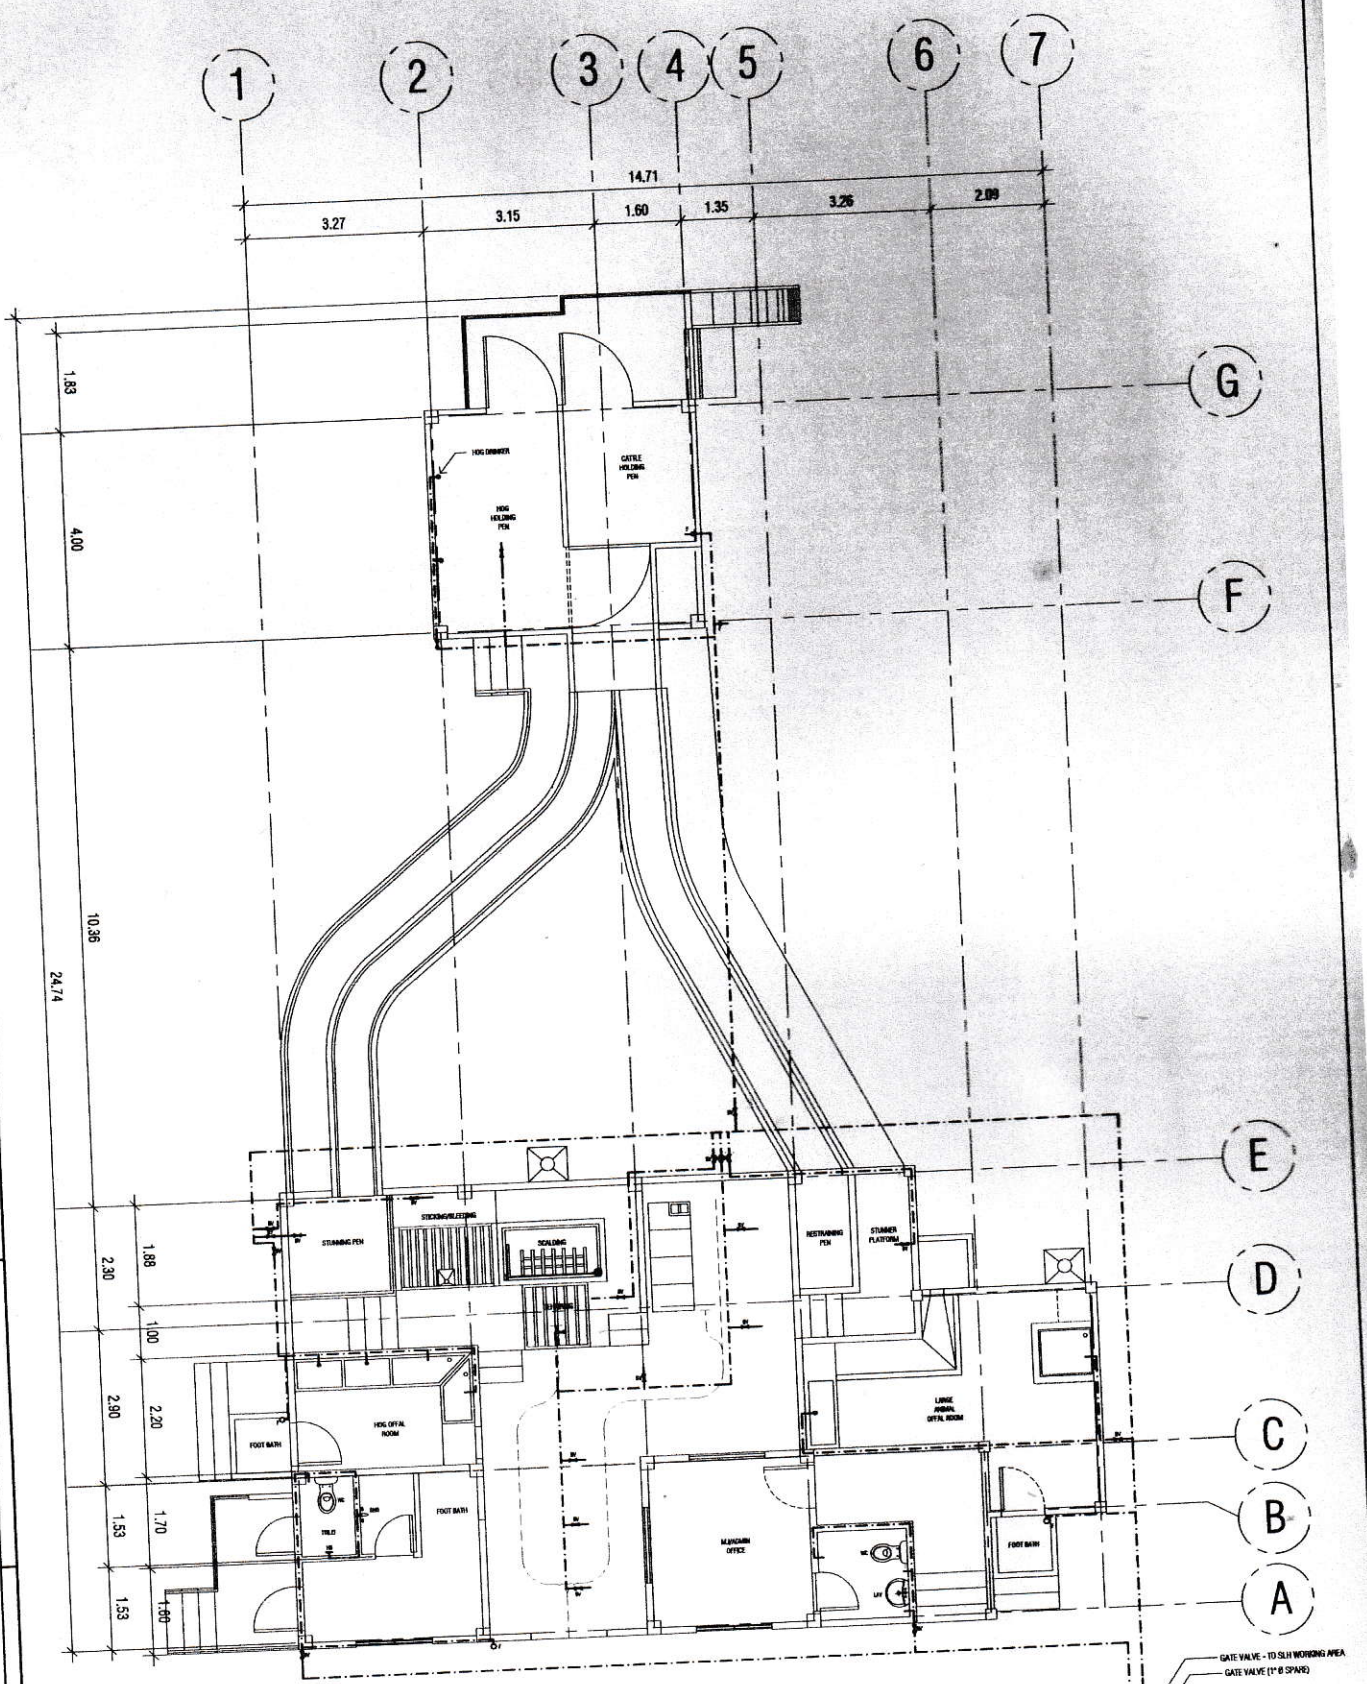 1 2 3 4 5 6 7
14.71
3.27 3.15 1.60 1.35 3.26 2.09
G
1.83
HOG DRINKER
CATTLE
HOLDING
PEN
HOG
HOLDING
PEN
4.00
F
10.36
24.74
E
STICKING/BLEEDING
STUNNING PEN
SCALDING
RESTRAINING
PEN
STUNNER
PLATFORM
1.88
2.30
D
1.00
2.90
2.20
HOG OFFAL
ROOM
FOOT BATH
LARGE
ANIMAL
OFFAL ROOM
C
FOOT BATH
WC
1.70
1.53
OFFICE
WC
FOOT BATH
B
LAV
1.53
1.60
A
GATE VALVE - TO SLH WORKING AREA
GATE VALVE (1" Ø SPARE)